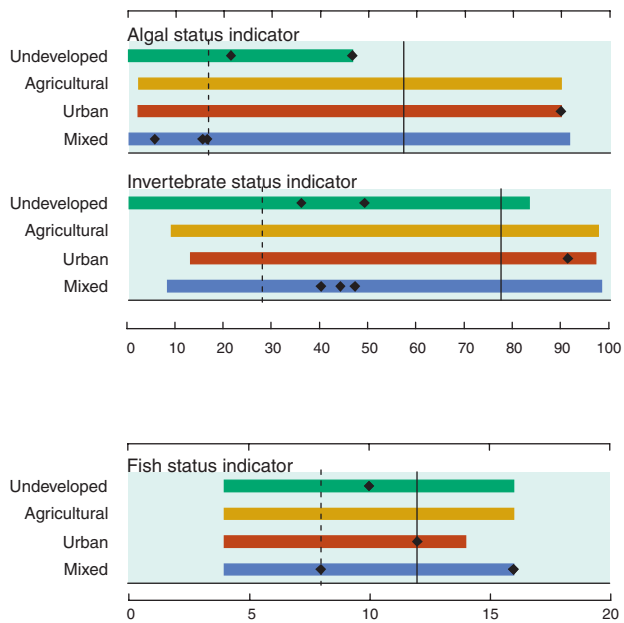 Algal status indicator
Undeveloped
Agricultural
Urban
Mixed
Invertebrate status indicator
Undeveloped
Agricultural
Urban
Mixed
0 10 20 30 40 50 60 70 80 90 100
Fish status indicator
Undeveloped
Agricultural
Urban
Mixed
0 5 10 15 20